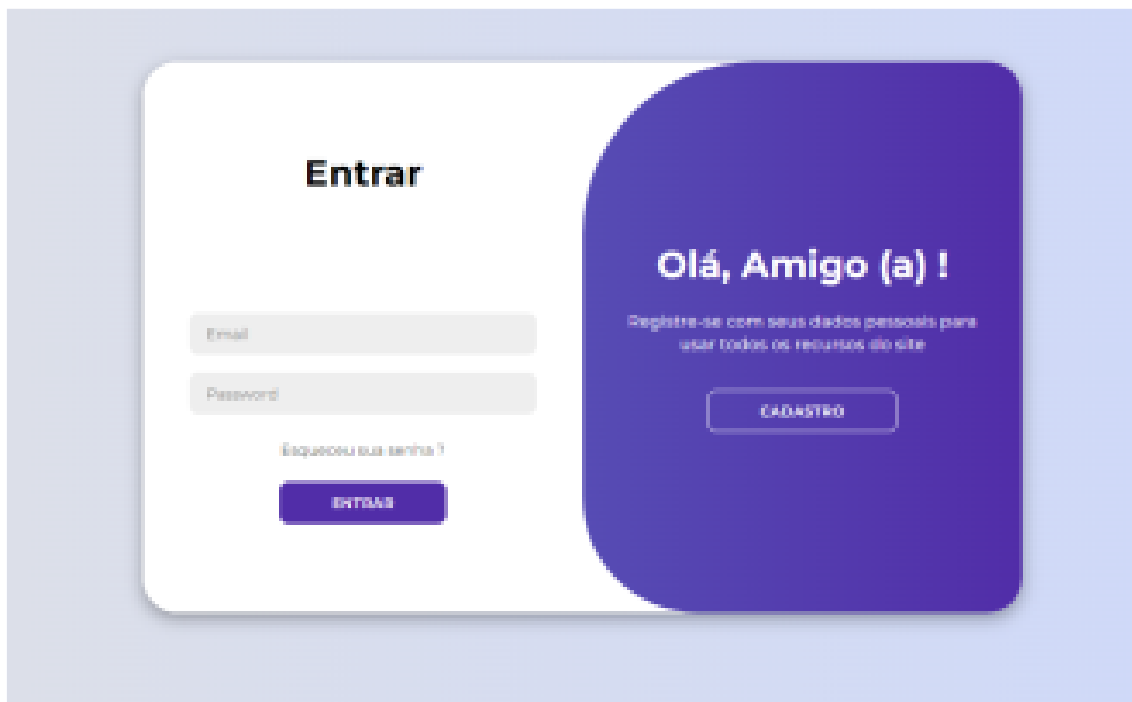 Entrar
Email
Password
Esqueceu sua senha ?
ENTRAR
Olá, Amigo (a) !
Registre-se com seus dados pessoais para
usar todos os recursos do site
CADASTRO